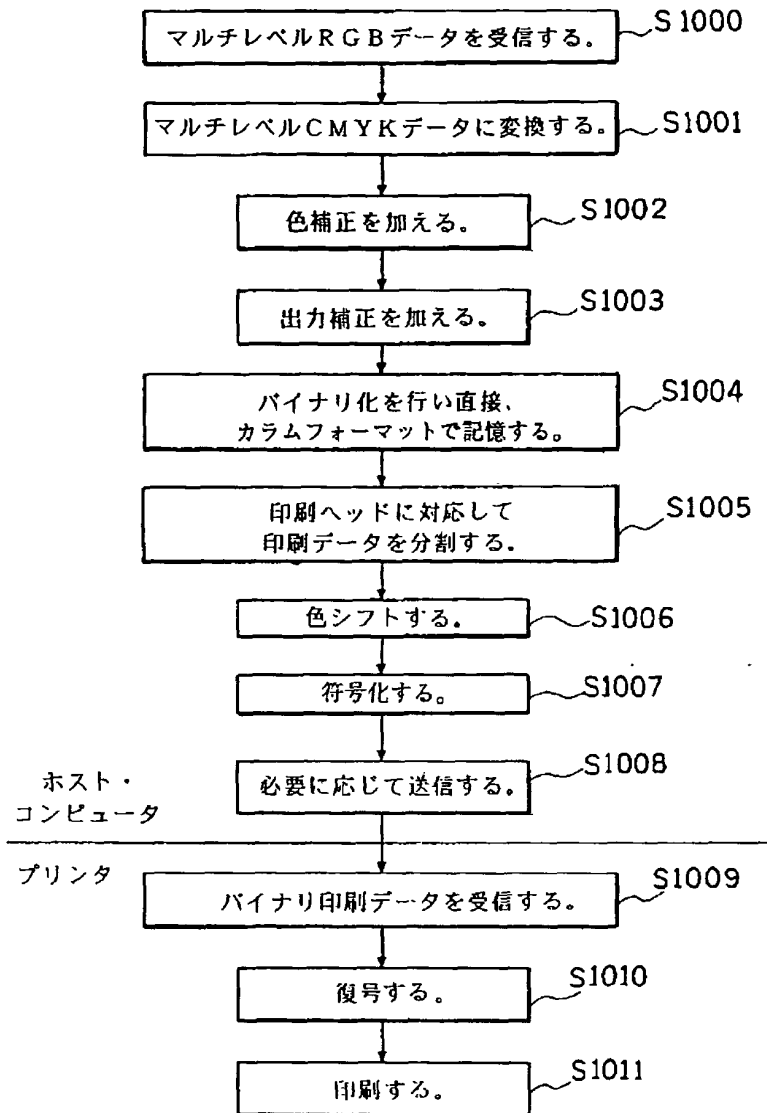 マルチレベルRGBデータを受信する。
S1000
マルチレベルCMYKデータに変換する。
S1001
色補正を加える。
S1002
出力補正を加える。
S1003
バイナリ化を行い直接、
カラムフォーマットで記憶する。
S1004
印刷ヘッドに対応して
印刷データを分割する。
S1005
色シフトする。
S1006
符号化する。
S1007
必要に応じて送信する。
S1008
ホスト・
コンピュータ
プリンタ
バイナリ印刷データを受信する。
S1009
復号する。
S1010
印刷する。
S1011